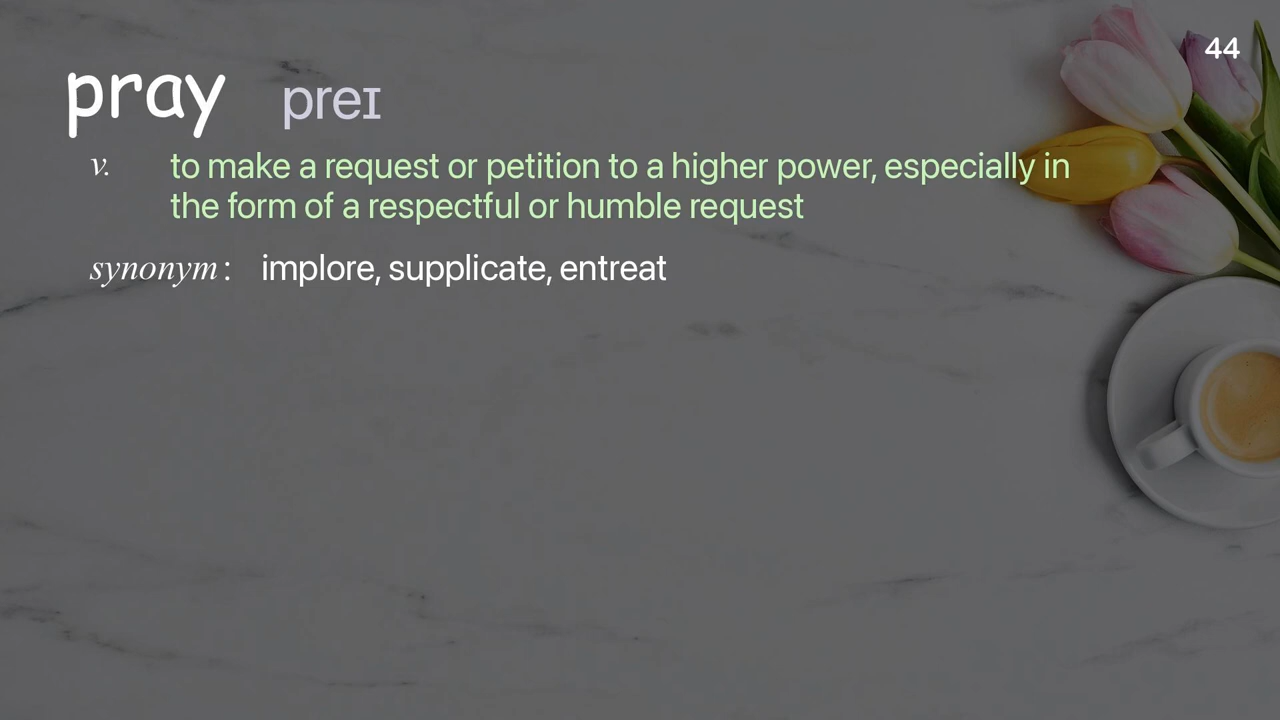 44
pray preɪ
v. to make a request or petition to a higher power, especially in
the form of a respectful or humble request
synonym: implore, supplicate, entreat